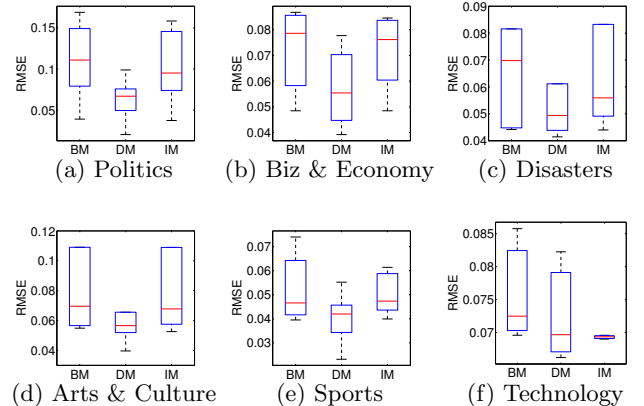 RMSE
0.15
0.1
0.05
BM DM IM
(a) Politics
RMSE
0.08
0.07
0.06
0.05
0.04
BM DM IM
(b) Biz & Economy
RMSE
0.08
0.07
0.06
0.05
0.04
BM DM IM
(c) Disasters
RMSE
0.12
0.1
0.08
0.06
0.04
BM DM IM
(d) Arts & Culture
RMSE
0.07
0.06
0.05
0.04
0.03
BM DM IM
(e) Sports
RMSE
0.085
0.08
0.075
0.07
BM DM IM
(f) Technology